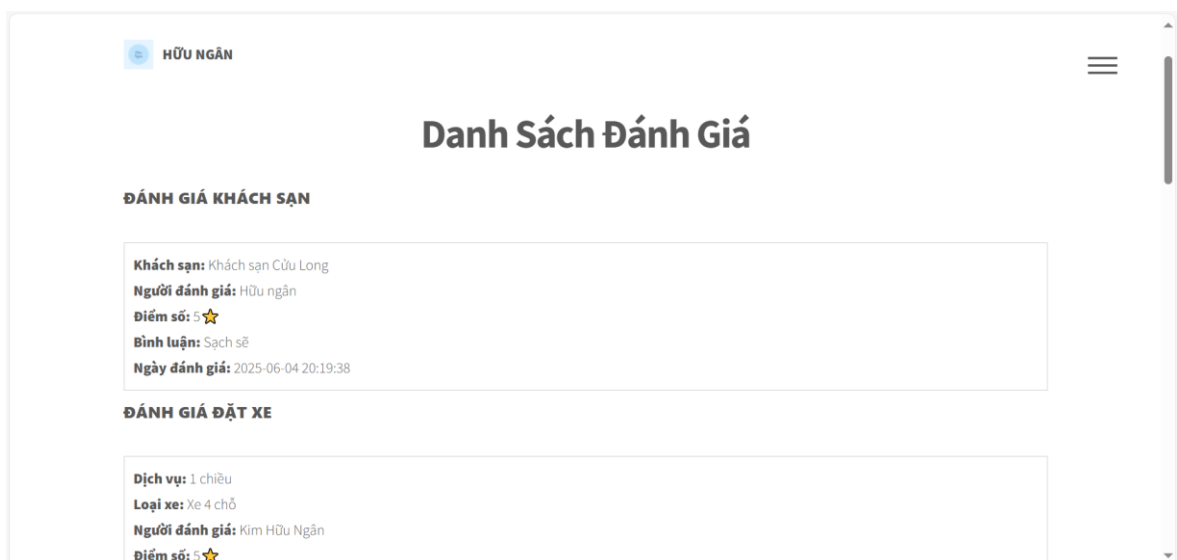 HỮU NGÂN
Danh Sách Đánh Giá
ĐÁNH GIÁ KHÁCH SẠN
Khách sạn: Khách sạn Cửu Long
Người đánh giá: Hữu ngân
Điểm số: 5⭐
Bình luận: Sạch sẽ
Ngày đánh giá: 2025-06-04 20:19:38
ĐÁNH GIÁ ĐẶT XE
Dịch vụ: 1 chiều
Loại xe: Xe 4 chỗ
Người đánh giá: Kim Hữu Ngân
Điểm số: 5⭐